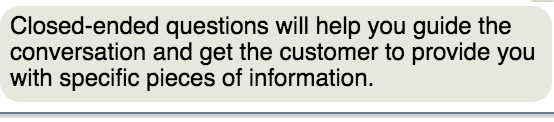 Closed-ended questions will help you guide the
conversation and get the customer to provide you
with specific pieces of information.